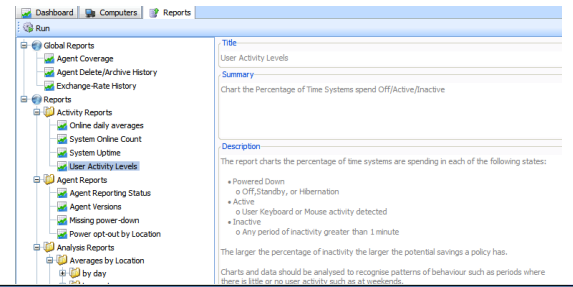 Dashboard Computers Reports
Run
Global Reports
Agent Coverage
Agent Delete/Archive History
Exchange-Rate History
Reports
Activity Reports
Online daily averages
System Online Count
System Uptime
User Activity Levels
Agent Reports
Agent Reporting Status
Agent Versions
Missing power-down
Power opt-out by Location
Analysis Reports
Averages by Location
by day
Title
User Activity Levels
Summary
Chart the Percentage of Time Systems spend Off/Active/Inactive
Description
The report charts the percentage of time systems are spending in each of the following states:
• Powered Down
o Off,Standby, or Hibernation
• Active
o User Keyboard or Mouse activity detected
• Inactive
o Any period of inactivity greater than 1 minute
The larger the percentage of inactivity the larger the potential savings a policy has.
Charts and data should be analysed to recognise patterns of behaviour such as periods where
there is little or no user activity such as at weekends.